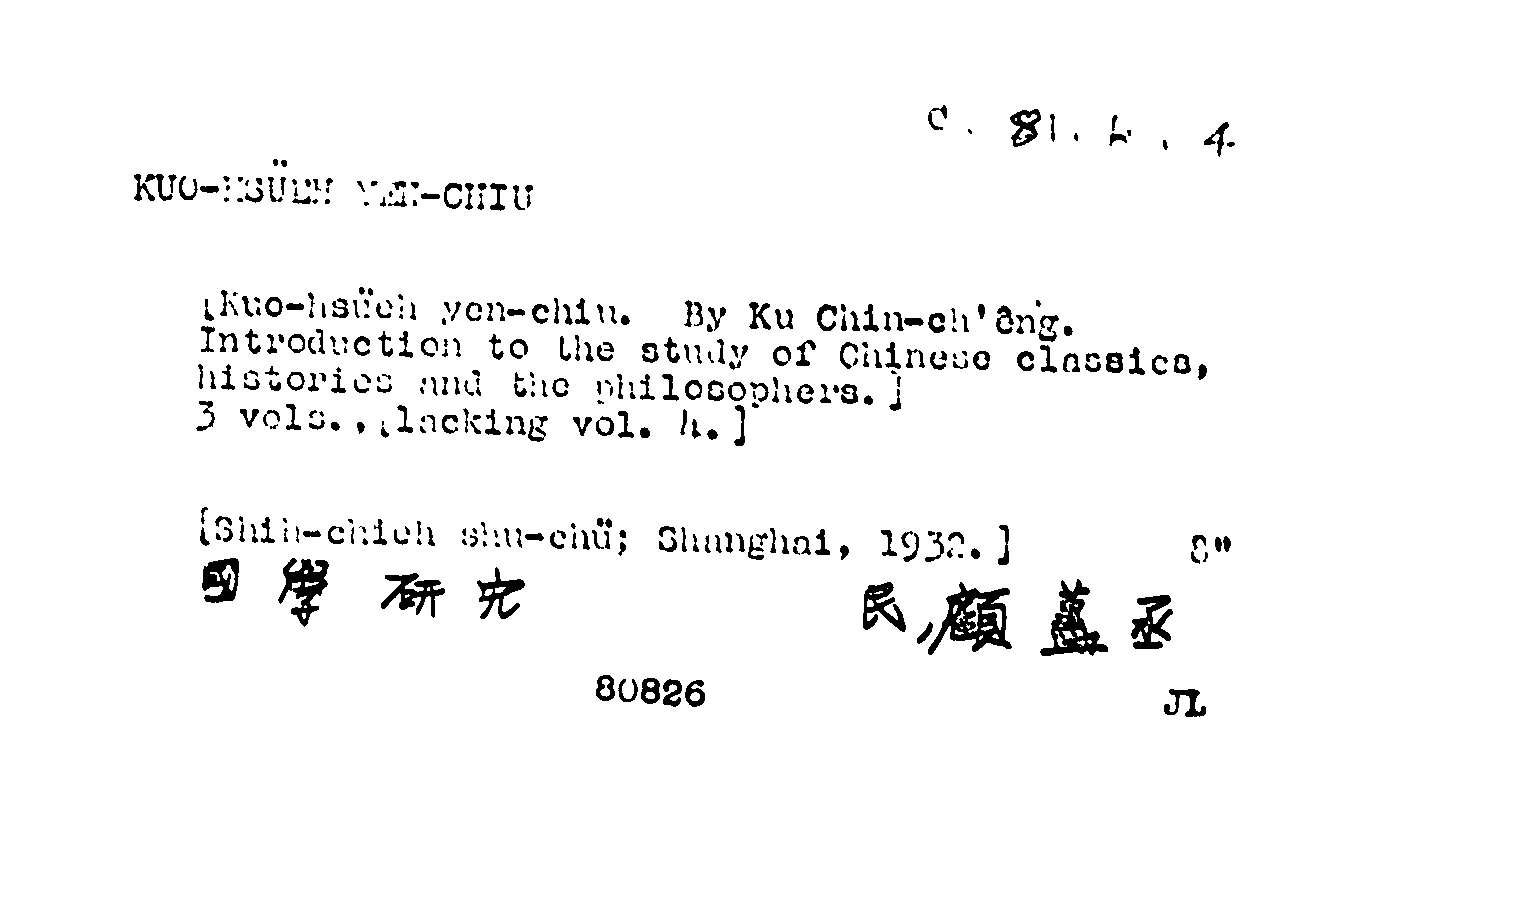 C. 81. L. 4.
KUO-HSÜEH YEN-CHIU
[Kuo-hsüeh yen-chiu. By Ku Chin-ch'êng.
Introduction to the study of Chinese classics,
histories and the philosophers.]
3 vols., [lacking vol. 4.]
[Shih-chieh shu-chü; Shanghai, 1932.] 8"
國學研究 民,顧藎丞
80826 JL